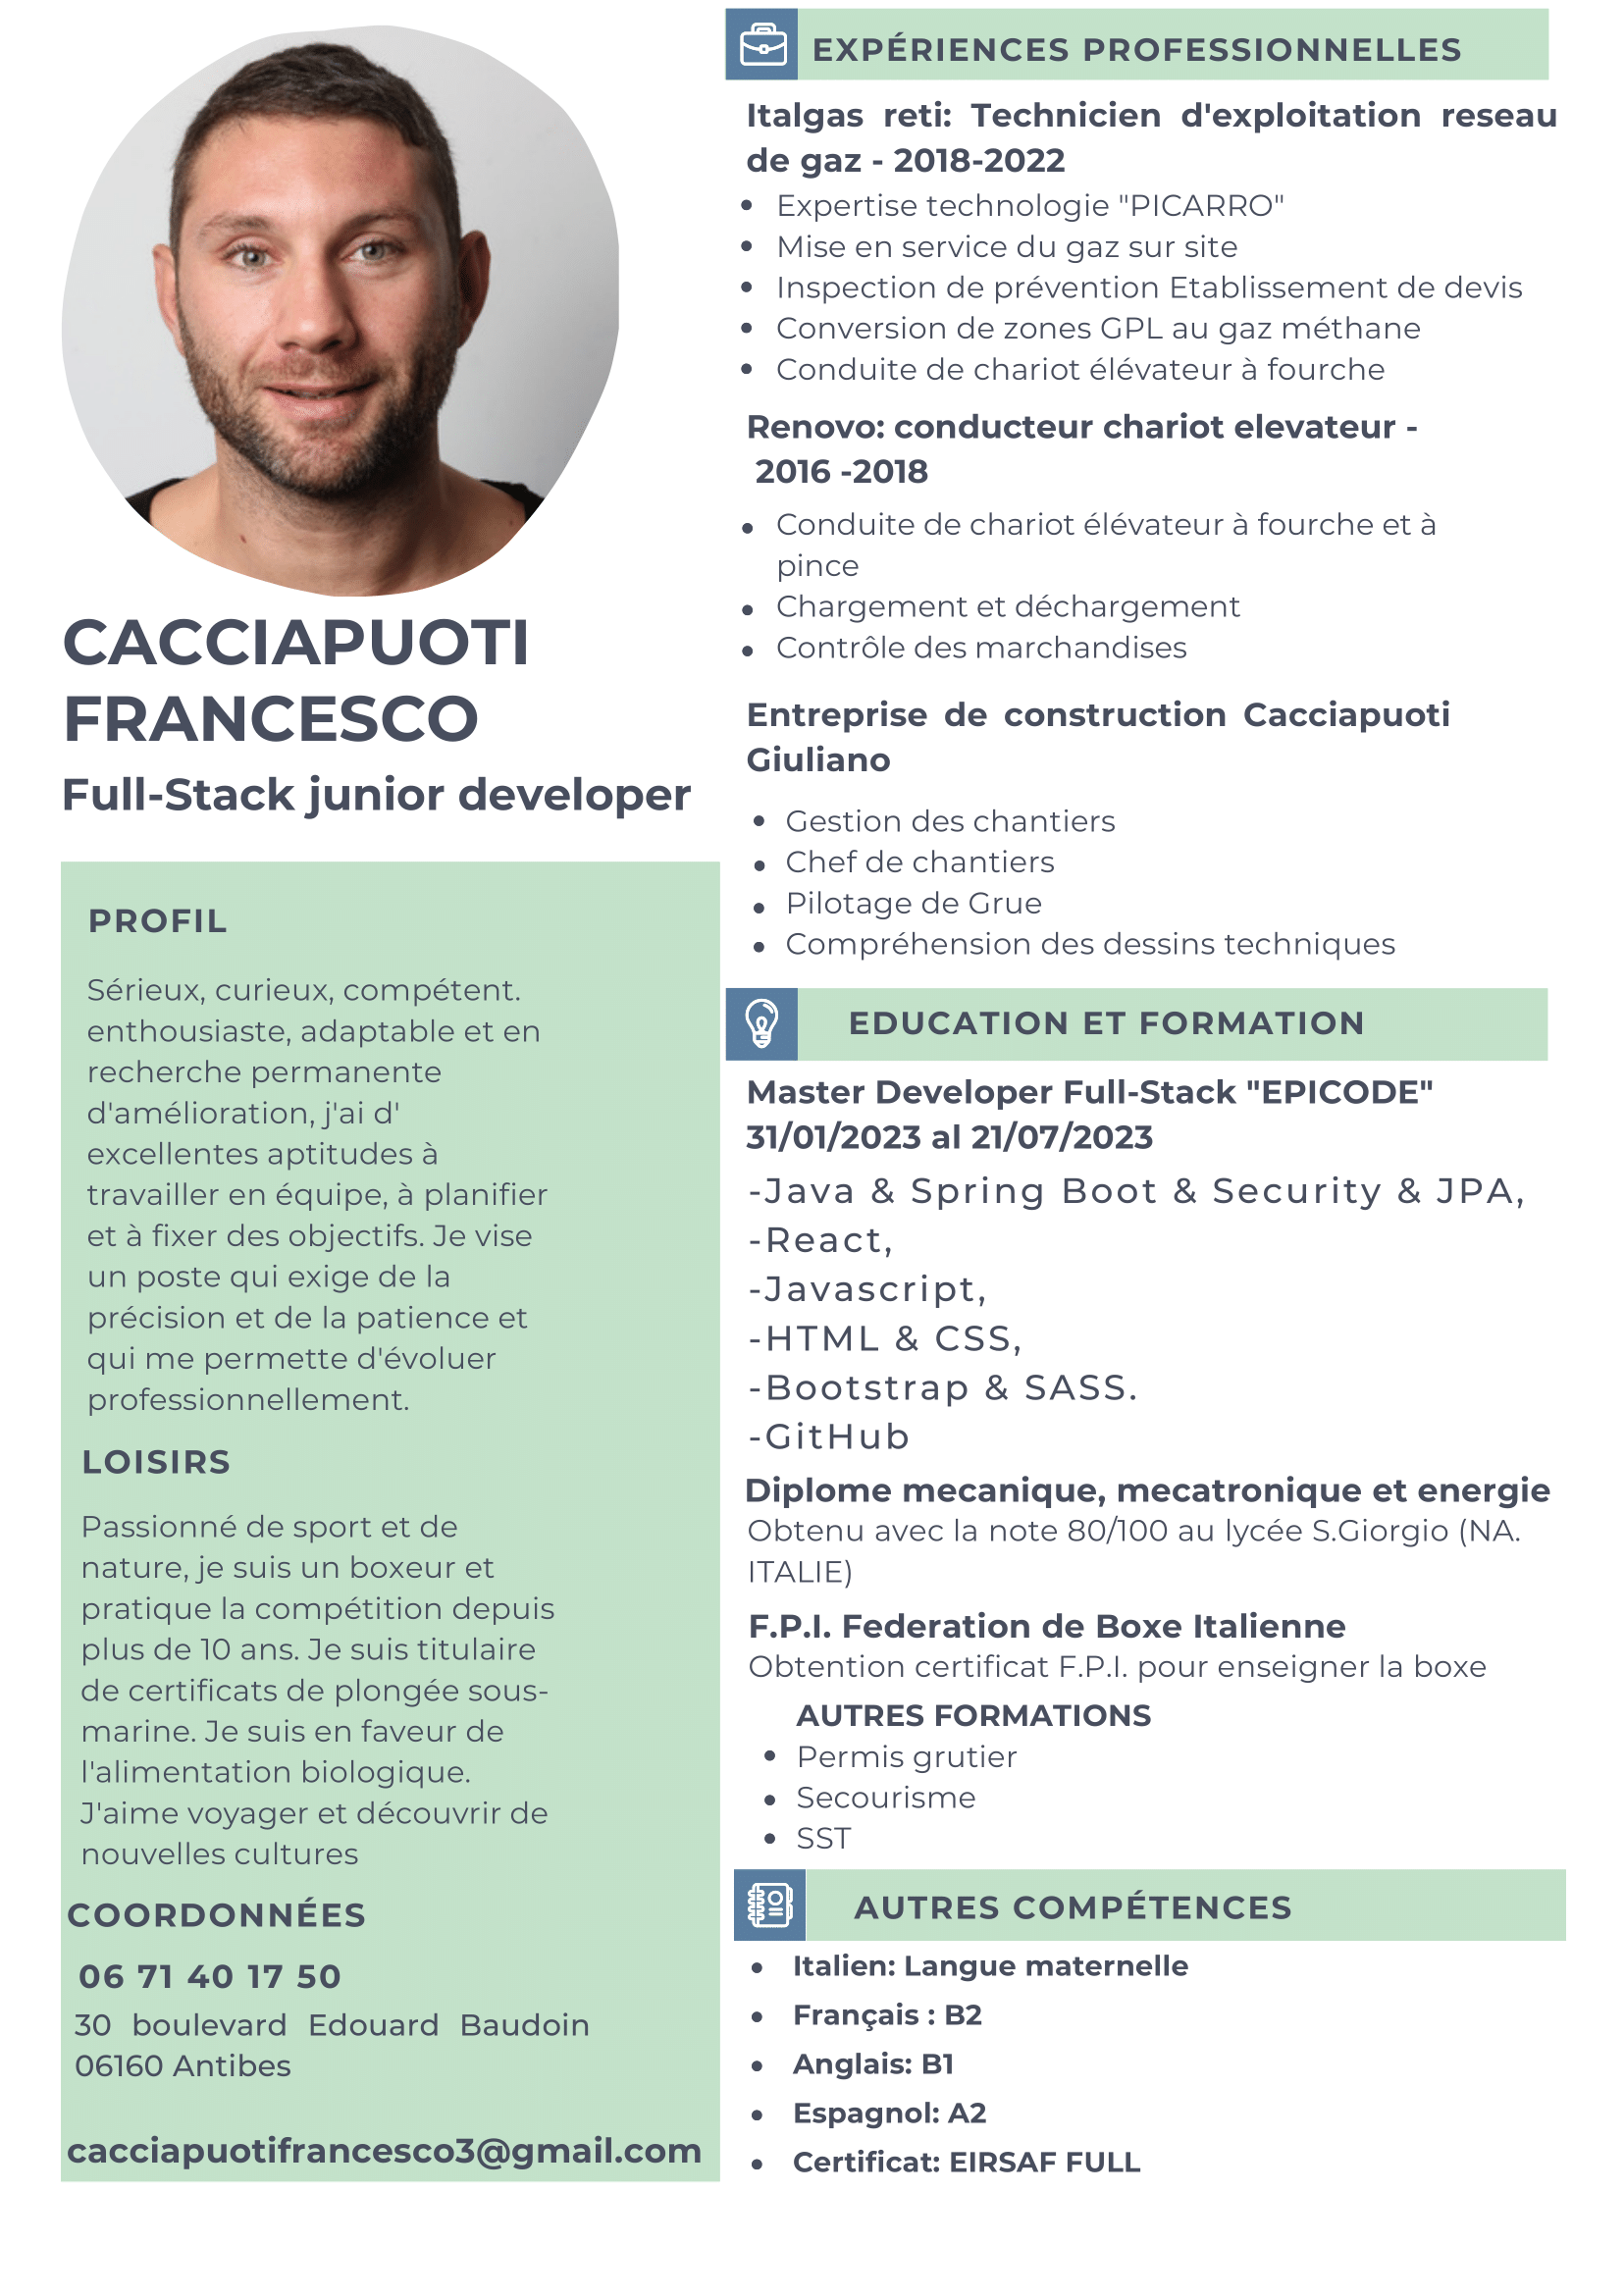 CACCIAPUOTI
FRANCESCO
Full-Stack junior developer
PROFIL
Sérieux, curieux, compétent.
enthousiaste, adaptable et en
recherche permanente
d'amélioration, j'ai d'
excellentes aptitudes à
travailler en équipe, à planifier
et à fixer des objectifs. Je vise
un poste qui exige de la
précision et de la patience et
qui me permette d'évoluer
professionnellement.
LOISIRS
Passionné de sport et de
nature, je suis un boxeur et
pratique la compétition depuis
plus de 10 ans. Je suis titulaire
de certificats de plongée sous-
marine. Je suis en faveur de
l'alimentation biologique.
J'aime voyager et découvrir de
nouvelles cultures
COORDONNÉES
06 71 40 17 50
30 boulevard Edouard Baudoin
06160 Antibes
cacciapuotifrancesco3@gmail.com
EXPÉRIENCES PROFESSIONNELLES
Italgas reti: Technicien d'exploitation reseau
de gaz - 2018-2022
• Expertise technologie "PICARRO"
• Mise en service du gaz sur site
• Inspection de prévention Etablissement de devis
• Conversion de zones GPL au gaz méthane
• Conduite de chariot élévateur à fourche
Renovo: conducteur chariot elevateur -
2016 -2018
• Conduite de chariot élévateur à fourche et à
pince
• Chargement et déchargement
• Contrôle des marchandises
Entreprise de construction Cacciapuoti
Giuliano
• Gestion des chantiers
• Chef de chantiers
• Pilotage de Grue
• Compréhension des dessins techniques
EDUCATION ET FORMATION
Master Developer Full-Stack "EPICODE"
31/01/2023 al 21/07/2023
-Java & Spring Boot & Security & JPA,
-React,
-Javascript,
-HTML & CSS,
-Bootstrap & SASS.
-GitHub
Diplome mecanique, mecatronique et energie
Obtenu avec la note 80/100 au lycée S.Giorgio (NA.
ITALIE)
F.P.I. Federation de Boxe Italienne
Obtention certificat F.P.I. pour enseigner la boxe
AUTRES FORMATIONS
• Permis grutier
• Secourisme
• SST
AUTRES COMPÉTENCES
• Italien: Langue maternelle
• Français : B2
• Anglais: B1
• Espagnol: A2
• Certificat: EIRSAF FULL